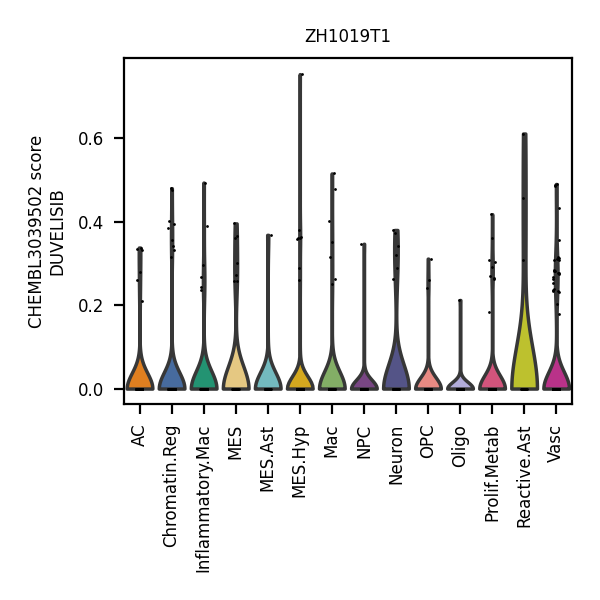 ZH1019T1
CHEMBL3039502 score
DUVELISIB
0.6
0.4
0.2
0.0
AC
Chromatin.Reg
Inflammatory.Mac
MES
MES.Ast
MES.Hyp
Mac
NPC
Neuron
OPC
Oligo
Prolif.Metab
Reactive.Ast
Vasc